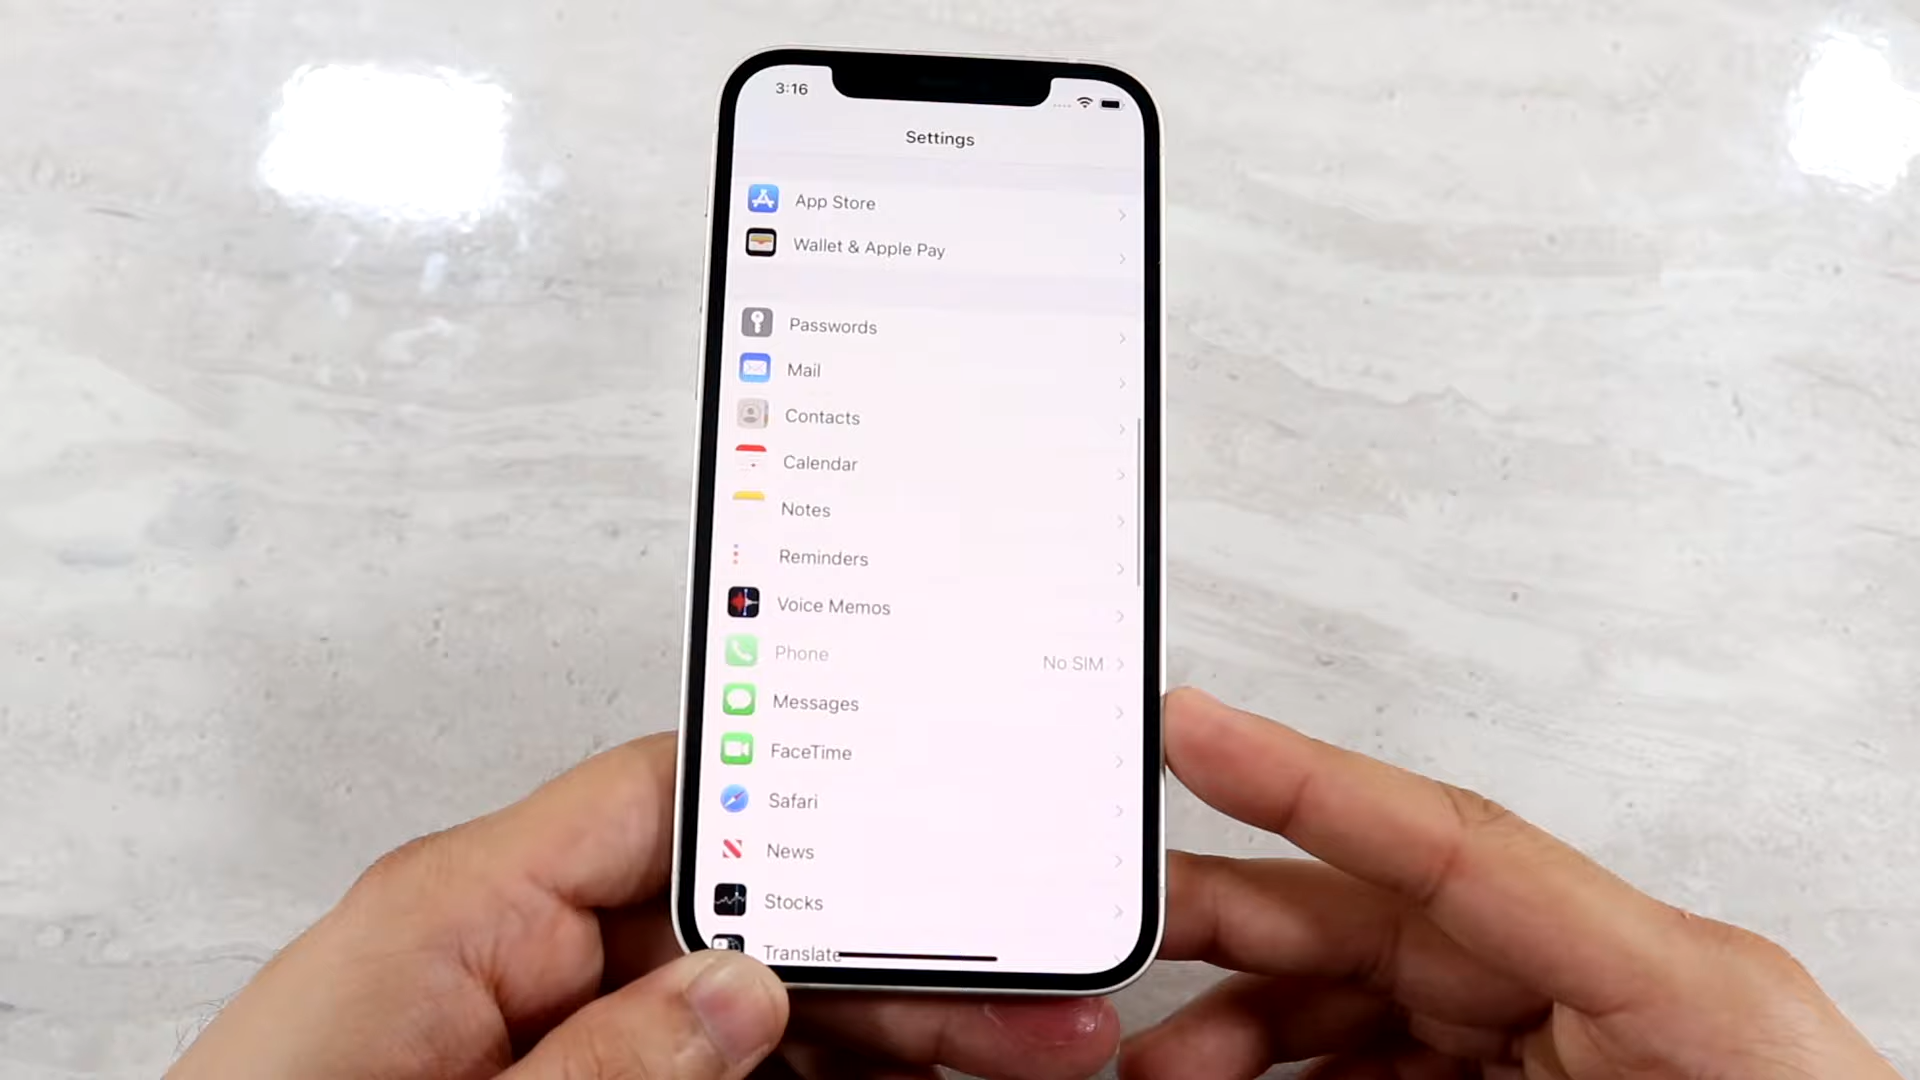 3:16
Settings
App Store
Wallet & Apple Pay
Passwords
Mail
Contacts
Calendar
Notes
Reminders
Voice Memos
Phone No SIM
Messages
FaceTime
Safari
News
Stocks
Translate